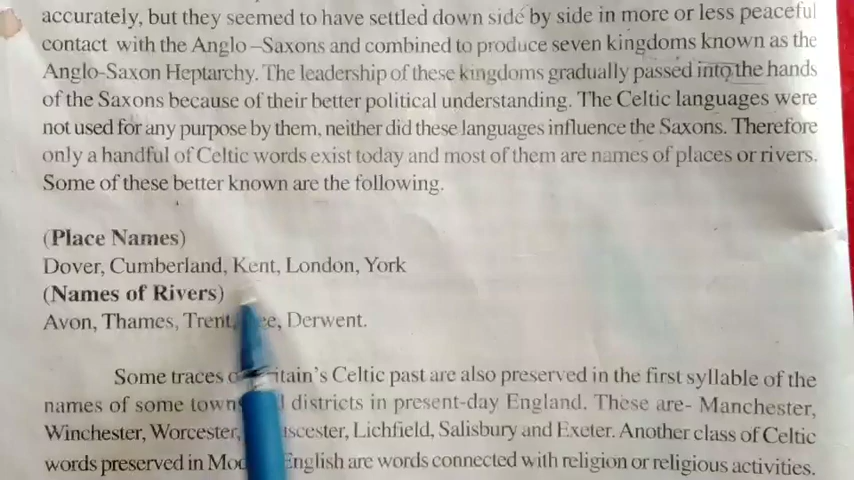 accurately, but they seemed to have settled down side by side in more or less peaceful
contact with the Anglo –Saxons and combined to produce seven kingdoms known as the
Anglo-Saxon Heptarchy. The leadership of these kingdoms gradually passed into the hands
of the Saxons because of their better political understanding. The Celtic languages were
not used for any purpose by them, neither did these languages influence the Saxons. Therefore
only a handful of Celtic words exist today and most of them are names of places or rivers.
Some of these better known are the following.
(Place Names)
Dover, Cumberland, Kent, London, York
(Names of Rivers)
Avon, Thames, Trent, Derwent.
Some traces Celtic past are also preserved in the first syllable of the
names of some districts in present-day England. These are- Manchester,
Winchester, Worcester, Lichfield, Salisbury and Exeter. Another class of Celtic
words preserved in English are words connected with religion or religious activities.